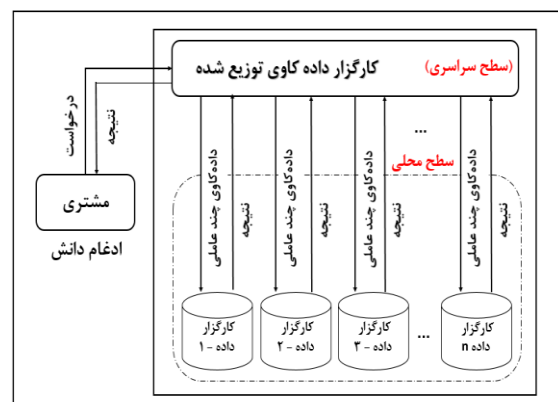 کارگزار داده کاوی توزیع شده (سطح سراسری)
درخواست
نتیجه
مشتری
ادغام دانش
...
سطح محلی
داده‌کاوی چند عاملی
نتیجه
داده‌کاوی چند عاملی
نتیجه
داده‌کاوی چند عاملی
نتیجه
داده‌کاوی چند عاملی
نتیجه
کارگزار
داده - ۱
کارگزار
داده - ۲
کارگزار
داده - ۳
...
کارگزار
داده n